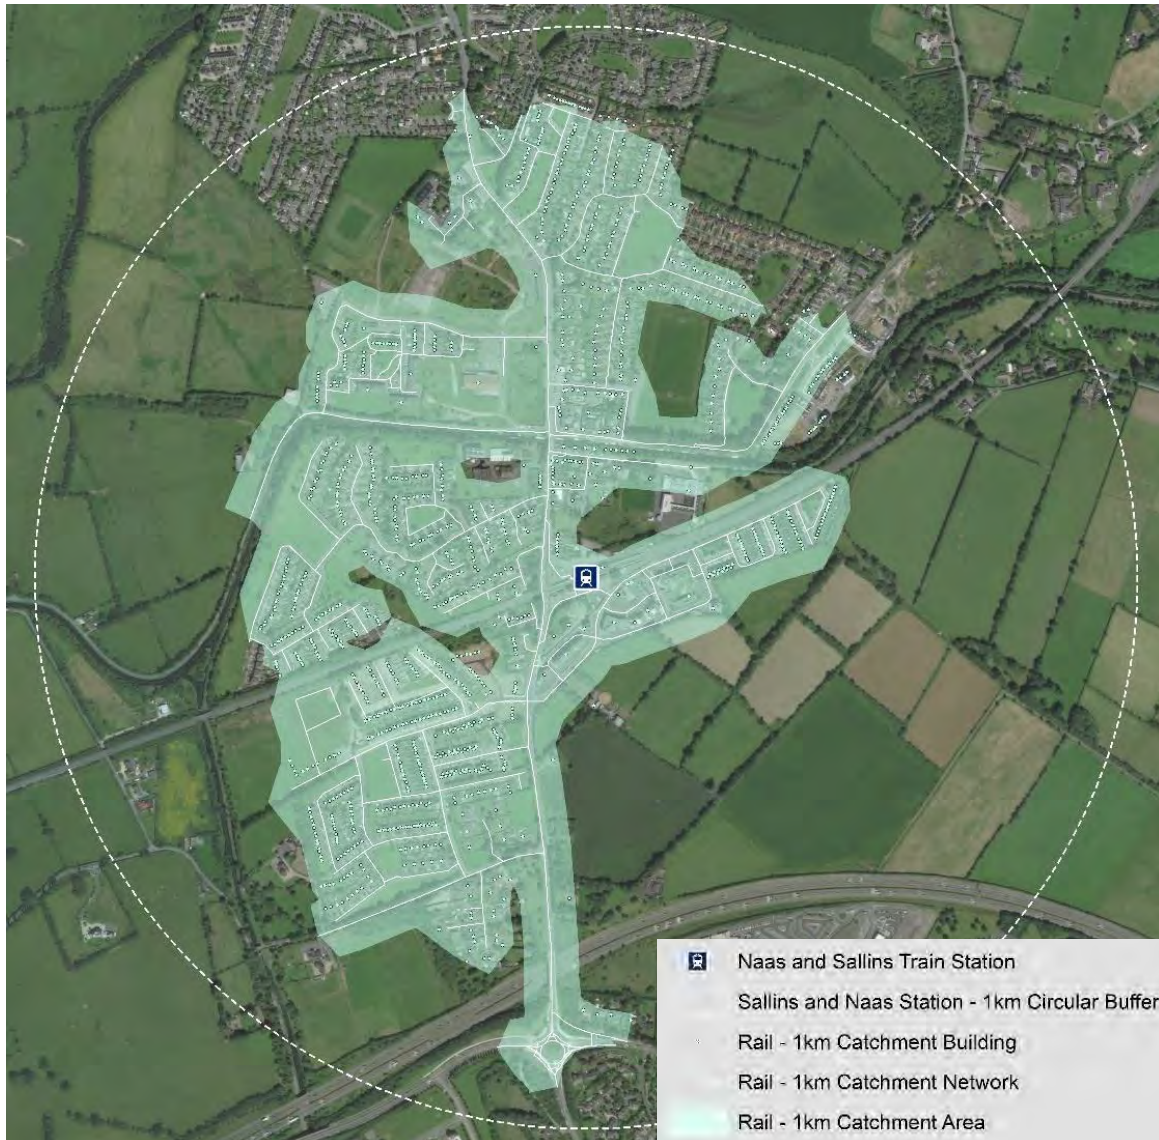 Naas and Sallins Train Station
Sallins and Naas Station - 1km Circular Buffer
Rail - 1km Catchment Building
Rail - 1km Catchment Network
Rail - 1km Catchment Area